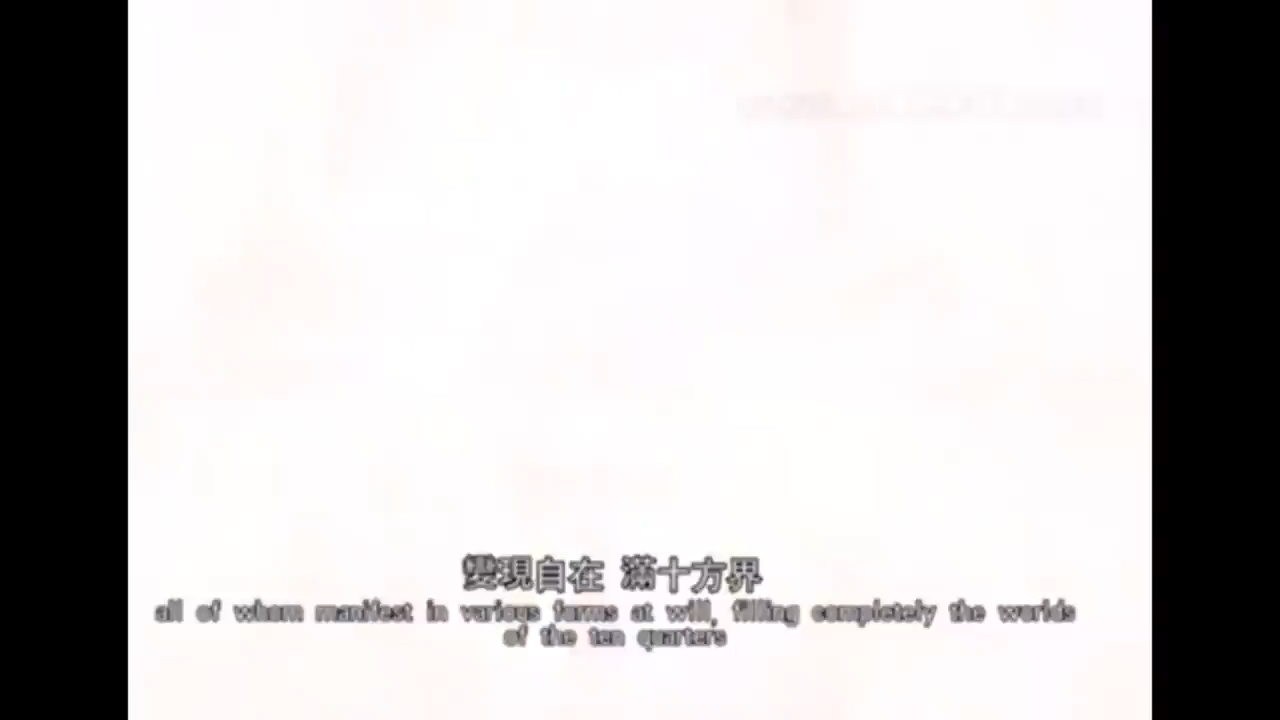 變現自在 滿十方界
all of whom manifest in various forms at will, filling completely the worlds
of the ten quarters